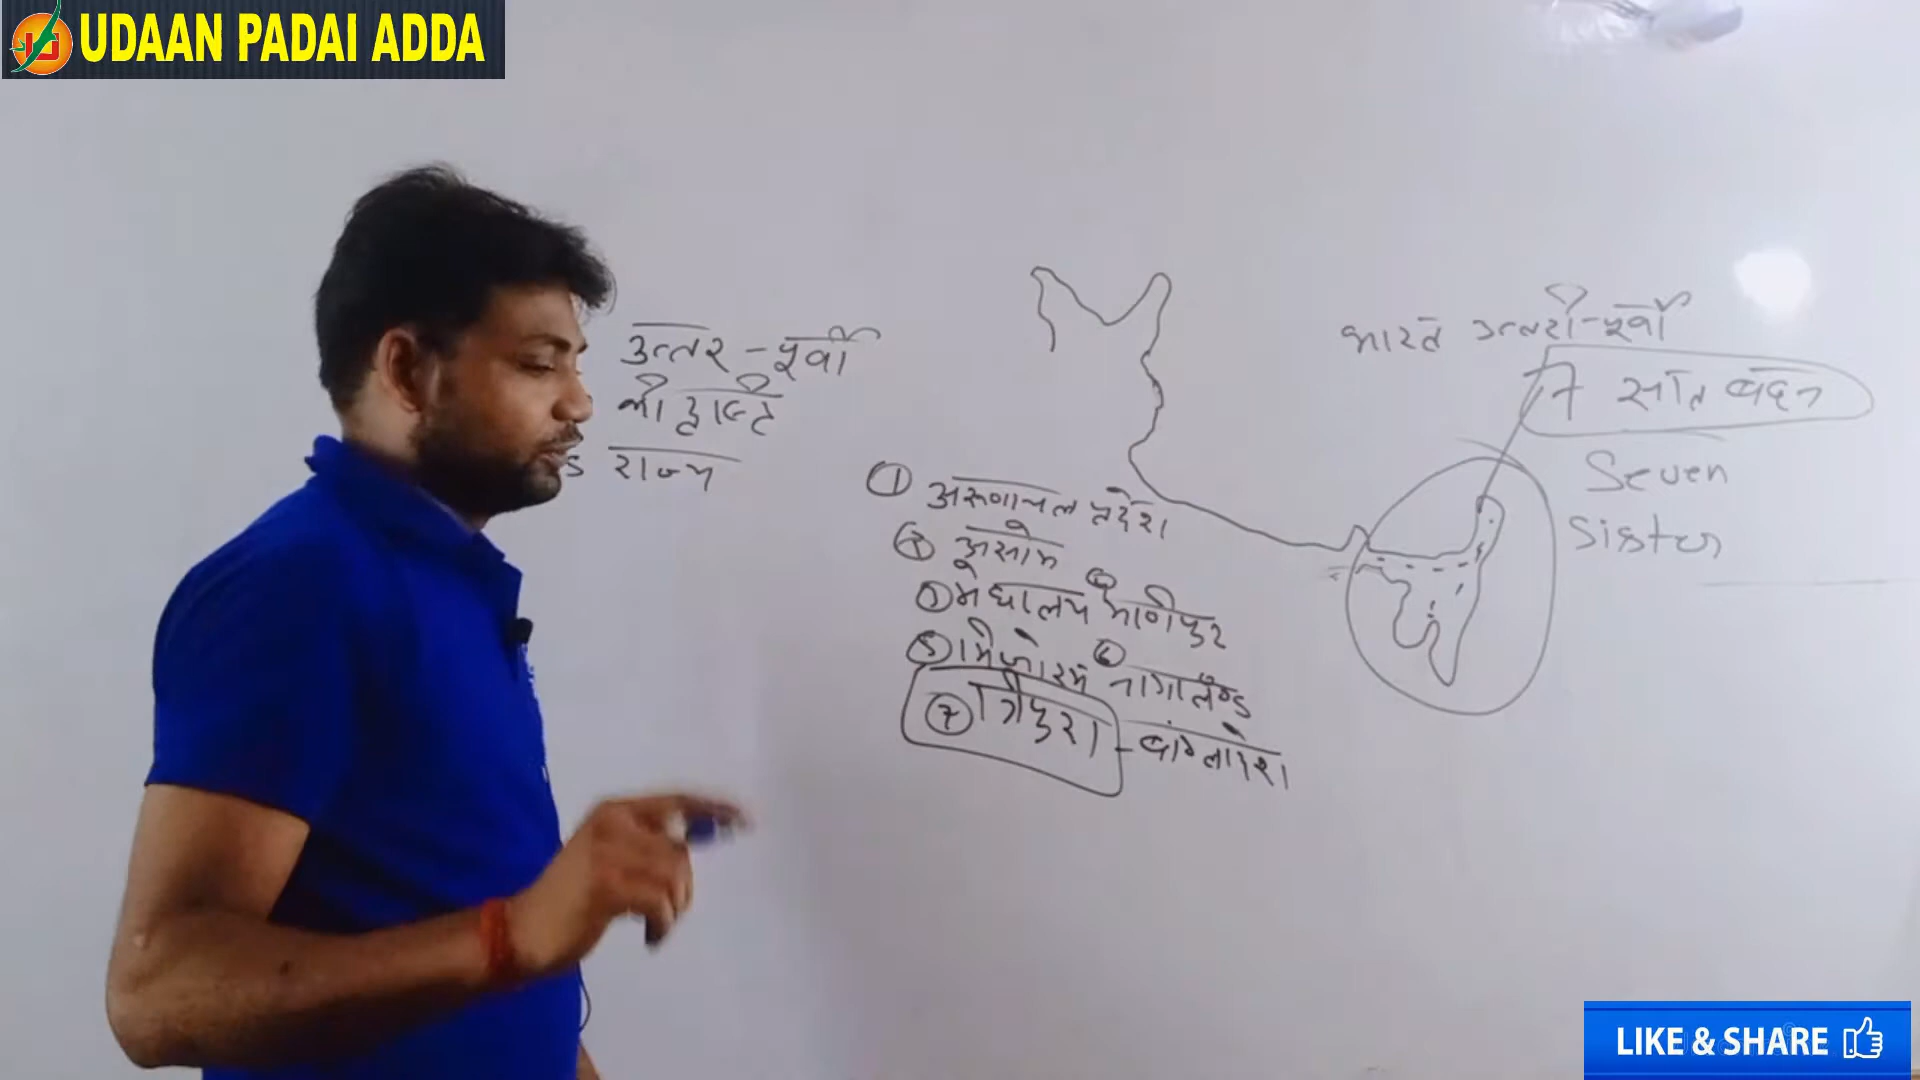 UDAAN PADAI ADDA
उत्तर-पूर्वी
की दृष्टि
राज्य
भारत उत्तरी-पूर्वी
7 सात बहन
Seven
Sister
① अरूणाचल प्रदेश
② असोम
③ मेघालय ④ मणिपुर
⑤ मिजोरम ⑥ नागालैण्ड
⑦ त्रिपुरा - बांग्लादेश
LIKE & SHARE